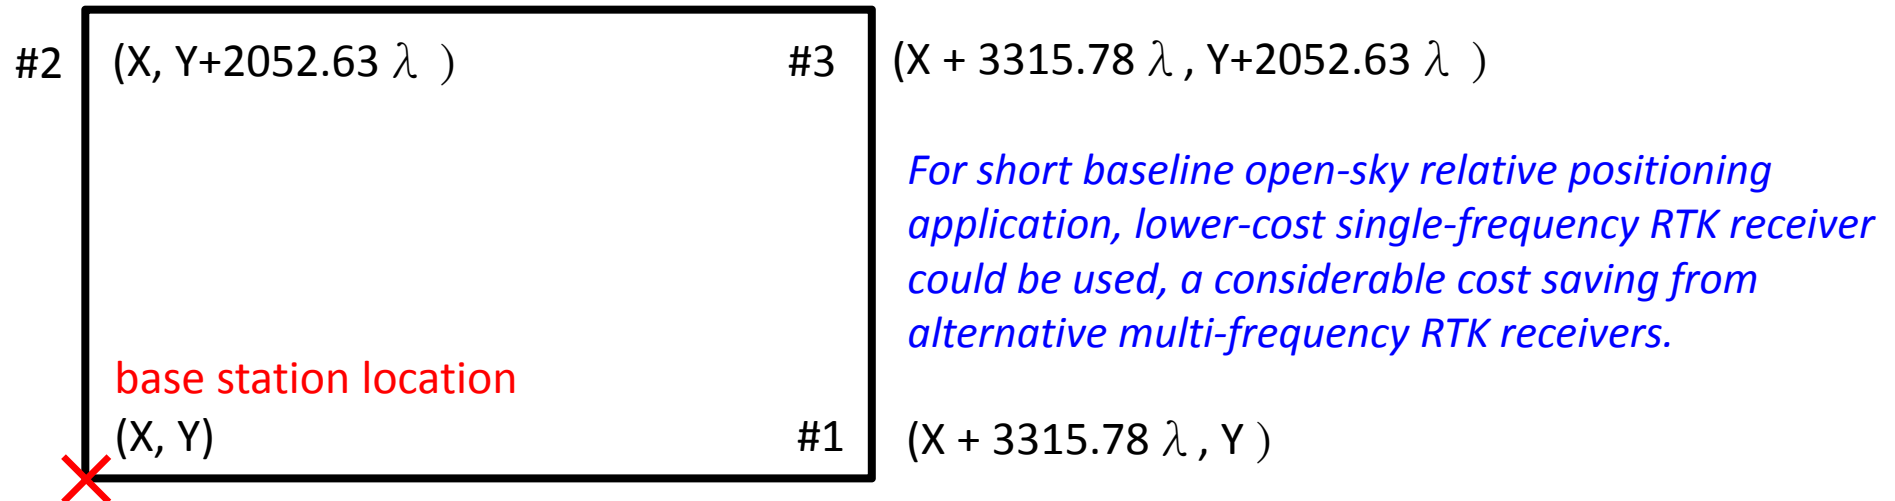 #2 (X, Y+2052.63 λ ) #3 (X + 3315.78 λ , Y+2052.63 λ )
For short baseline open-sky relative positioning
application, lower-cost single-frequency RTK receiver
could be used, a considerable cost saving from
alternative multi-frequency RTK receivers.
base station location
(X, Y) #1 (X + 3315.78 λ , Y )